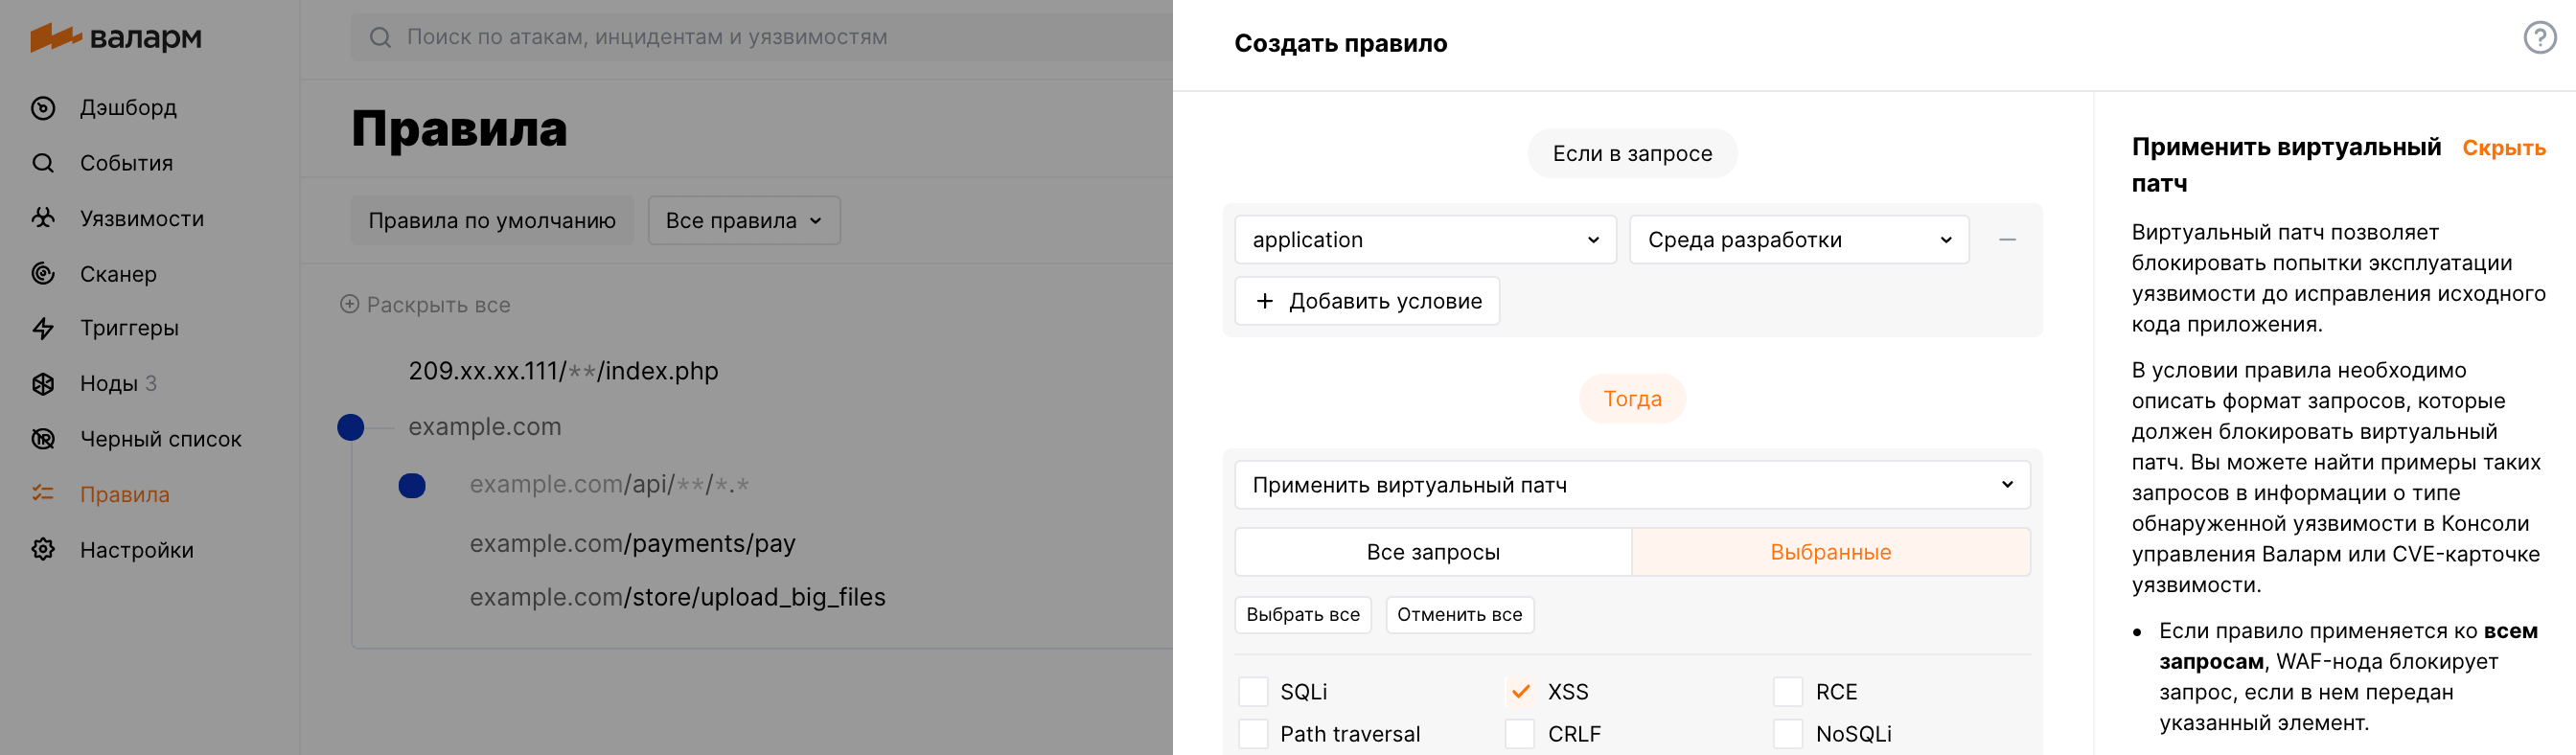 валарм
Поиск по атакам, инцидентам и уязвимостям
Дэшборд
События
Уязвимости
Сканер
Триггеры
Ноды 3
Черный список
Правила
Настройки
Правила
Правила по умолчанию
Все правила
Раскрыть все
209.xx.xx.111/**/index.php
example.com
example.com/api/**/*.*
example.com/payments/pay
example.com/store/upload_big_files
Создать правило
Если в запросе
application
Среда разработки
+ Добавить условие
Тогда
Применить виртуальный патч
Все запросы
Выбранные
Выбрать все
Отменить все
SQLi
XSS
RCE
Path traversal
CRLF
NoSQLi
?
Применить виртуальный
патч
Скрыть
Виртуальный патч позволяет
блокировать попытки эксплуатации
уязвимости до исправления исходного
кода приложения.
В условии правила необходимо
описать формат запросов, которые
должен блокировать виртуальный
патч. Вы можете найти примеры таких
запросов в информации о типе
обнаруженной уязвимости в Консоли
управления Валарм или CVE-карточке
уязвимости.
• Если правило применяется ко всем
запросам, WAF-нода блокирует
запрос, если в нем передан
указанный элемент.